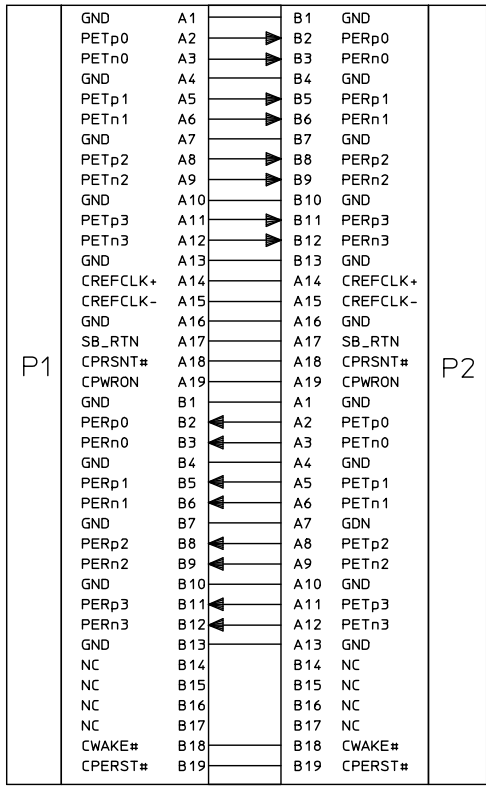 GND A1 B1 GND
PETp0 A2 B2 PERp0
PETn0 A3 B3 PERn0
GND A4 B4 GND
PETp1 A5 B5 PERp1
PETn1 A6 B6 PERn1
GND A7 B7 GND
PETp2 A8 B8 PERp2
PETn2 A9 B9 PERn2
GND A10 B10 GND
PETp3 A11 B11 PERp3
PETn3 A12 B12 PERn3
GND A13 B13 GND
CREFCLK+ A14 A14 CREFCLK+
CREFCLK- A15 A15 CREFCLK-
GND A16 A16 GND
SB_RTN A17 A17 SB_RTN
P1 CPRSNT# A18 A18 CPRSNT# P2
CPWRON A19 A19 CPWRON
GND B1 A1 GND
PERp0 B2 A2 PETp0
PERn0 B3 A3 PETn0
GND B4 A4 GND
PERp1 B5 A5 PETp1
PERn1 B6 A6 PETn1
GND B7 A7 GDN
PERp2 B8 A8 PETp2
PERn2 B9 A9 PETn2
GND B10 A10 GND
PERp3 B11 A11 PETp3
PERn3 B12 A12 PETn3
GND B13 A13 GND
NC B14 B14 NC
NC B15 B15 NC
NC B16 B16 NC
NC B17 B17 NC
CWAKE# B18 B18 CWAKE#
CPERST# B19 B19 CPERST#